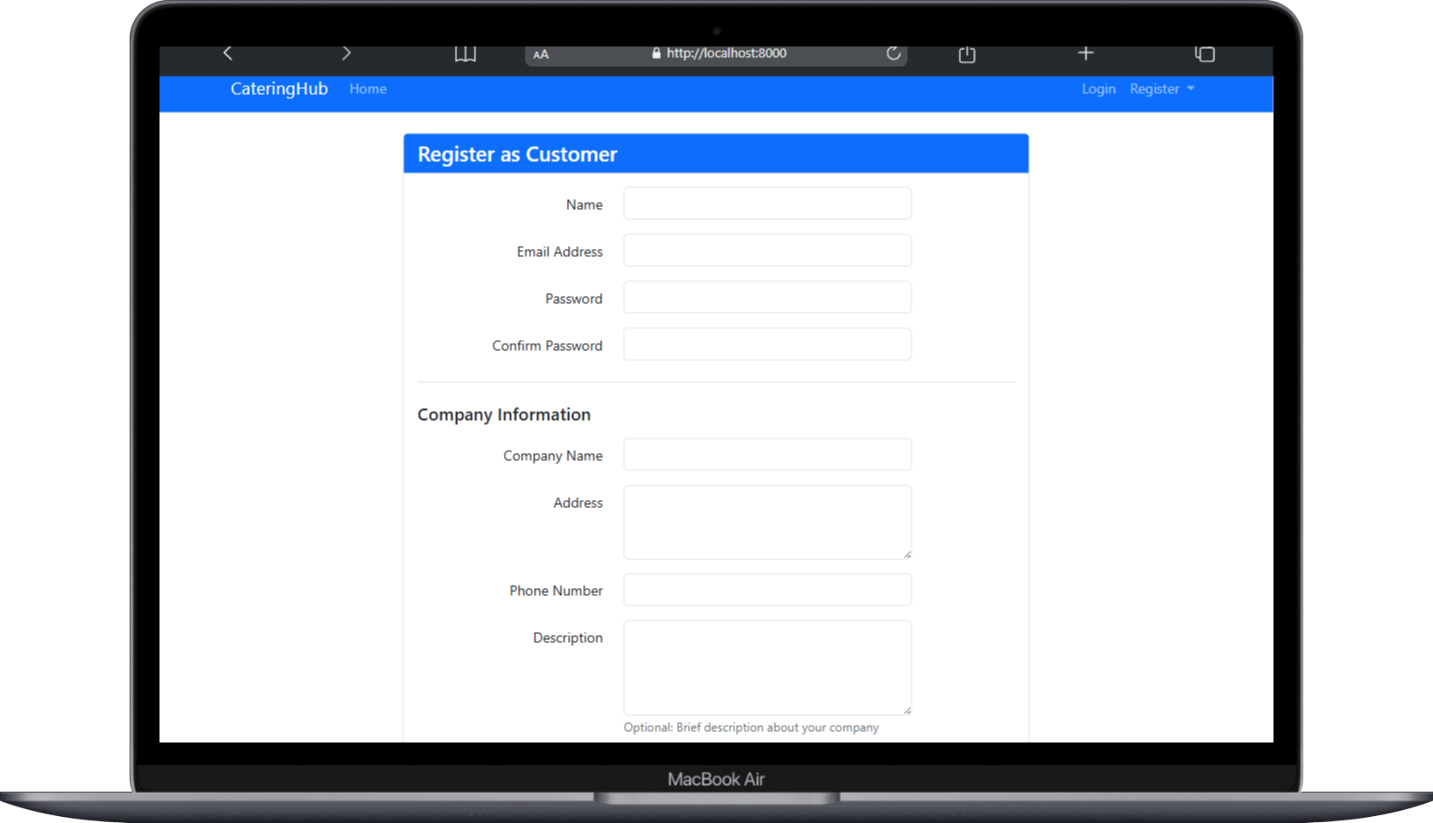 AA http://localhost:8000
CateringHub Home Login Register
Register as Customer
Name
Email Address
Password
Confirm Password
Company Information
Company Name
Address
Phone Number
Description
Optional: Brief description about your company
MacBook Air